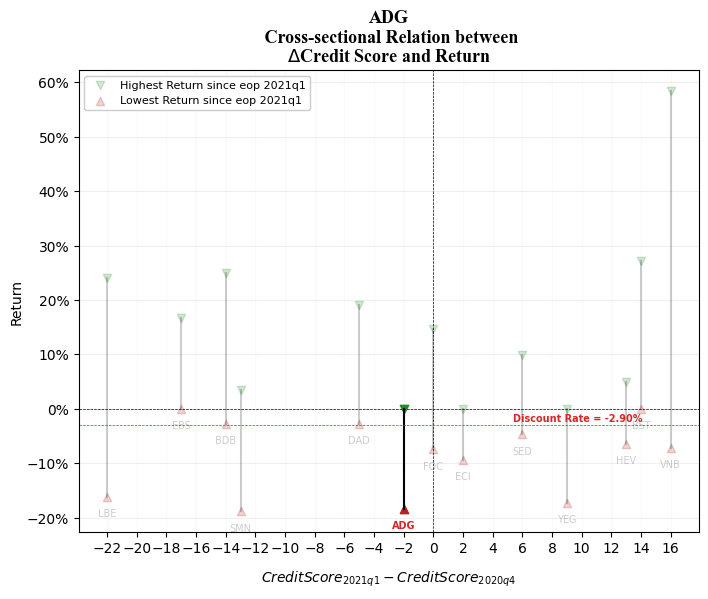 ADG
Cross-sectional Relation between
ΔCredit Score and Return
Highest Return since eop 2021q1
Lowest Return since eop 2021q1
60%
50%
40%
30%
20%
10%
0%
−10%
−20%
Return
Discount Rate = -2.90%
EBS
BST
BDB
DAD
FOC
SED
HEV
VNB
ECI
LBE
YEG
SMN
ADG
−22 −20 −18 −16 −14 −12 −10 −8 −6 −4 −2 0 2 4 6 8 10 12 14 16
CreditScore2021q1 − CreditScore2020q4